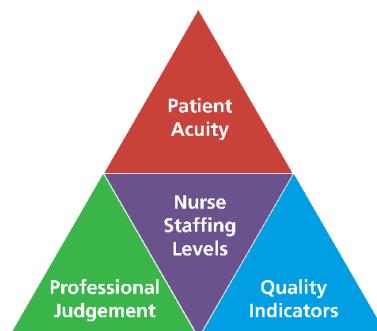 Patient
Acuity
Nurse
Staffing
Levels
Professional
Judgement
Quality
Indicators